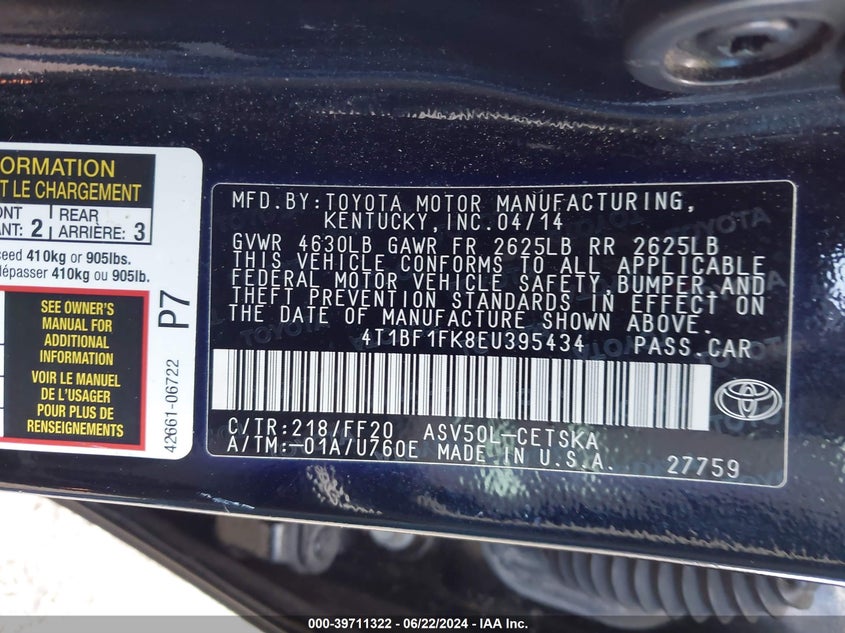 ORMATION
T LE CHARGEMENT
ONT
ANT: 2
REAR
ARRIÈRE: 3
ceed 410kg or 905lbs.
dépasser 410kg ou 905lb.
SEE OWNER'S
MANUAL FOR
ADDITIONAL
INFORMATION
VOIR LE MANUEL
DE L'USAGER
POUR PLUS DE
RENSEIGNEMENTS
P7
42661-06722
MFD.BY:TOYOTA MOTOR MANUFACTURING,
KENTUCKY,INC.04/14
GVWR 4630LB GAWR FR 2625LB RR 2625LB
THIS VEHICLE CONFORMS TO ALL APPLICABLE
FEDERAL MOTOR VEHICLE SAFETY,BUMPER,AND
THEFT PREVENTION STANDARDS IN EFFECT ON
THE DATE OF MANUFACTURE SHOWN ABOVE.
4T1BF1FK8EU395434 PASS.CAR
C/TR:218/FF20 ASV50L-CETSKA
A/TM:-01A/U760E MADE IN U.S.A.
27759
000-39711322 / 06/22/2024 - IAA Inc.